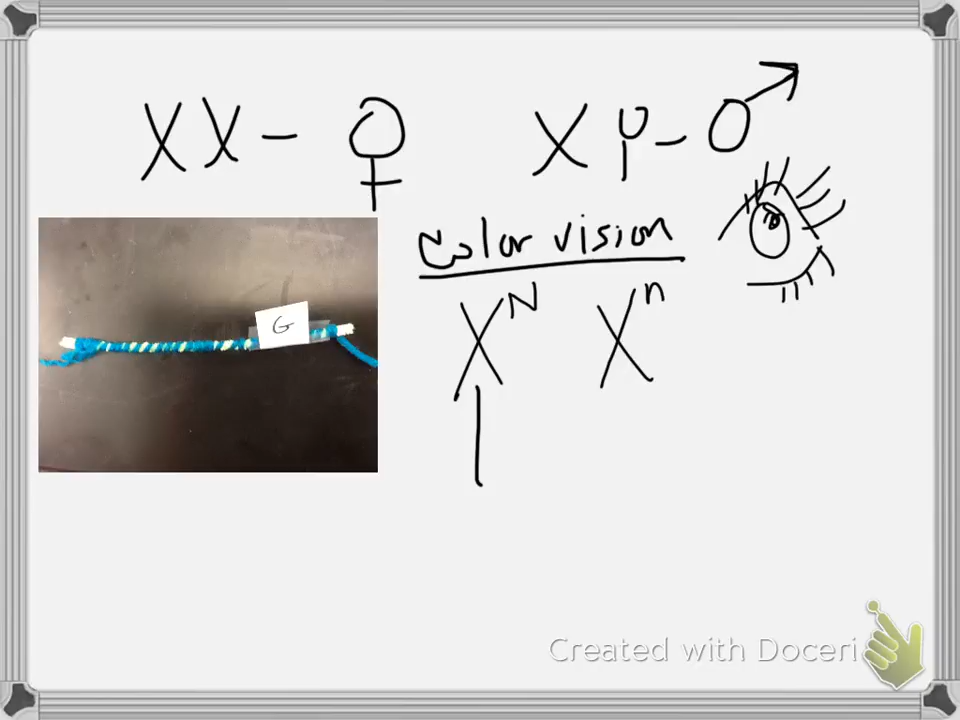 XX - ♀ XY - ♂
G
Color vision
X^N X^n
Created with Doceri